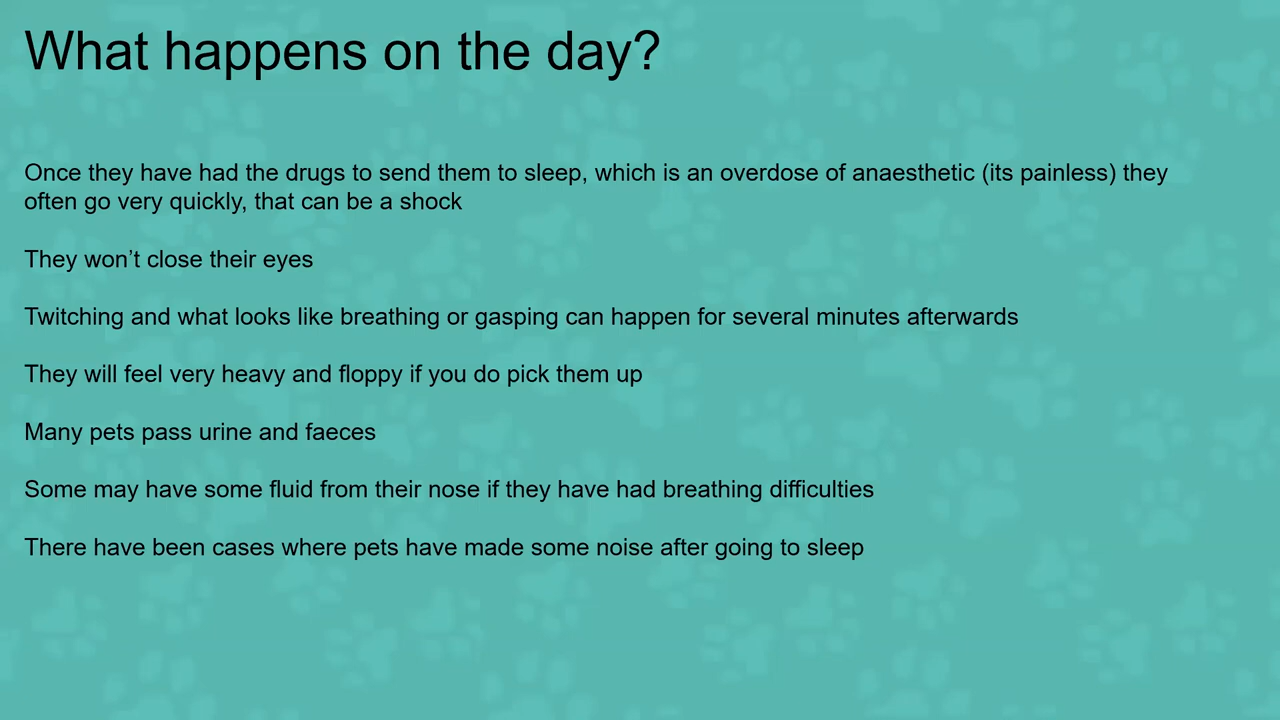 What happens on the day?
Once they have had the drugs to send them to sleep, which is an overdose of anaesthetic (its painless) they
often go very quickly, that can be a shock
They won’t close their eyes
Twitching and what looks like breathing or gasping can happen for several minutes afterwards
They will feel very heavy and floppy if you do pick them up
Many pets pass urine and faeces
Some may have some fluid from their nose if they have had breathing difficulties
There have been cases where pets have made some noise after going to sleep